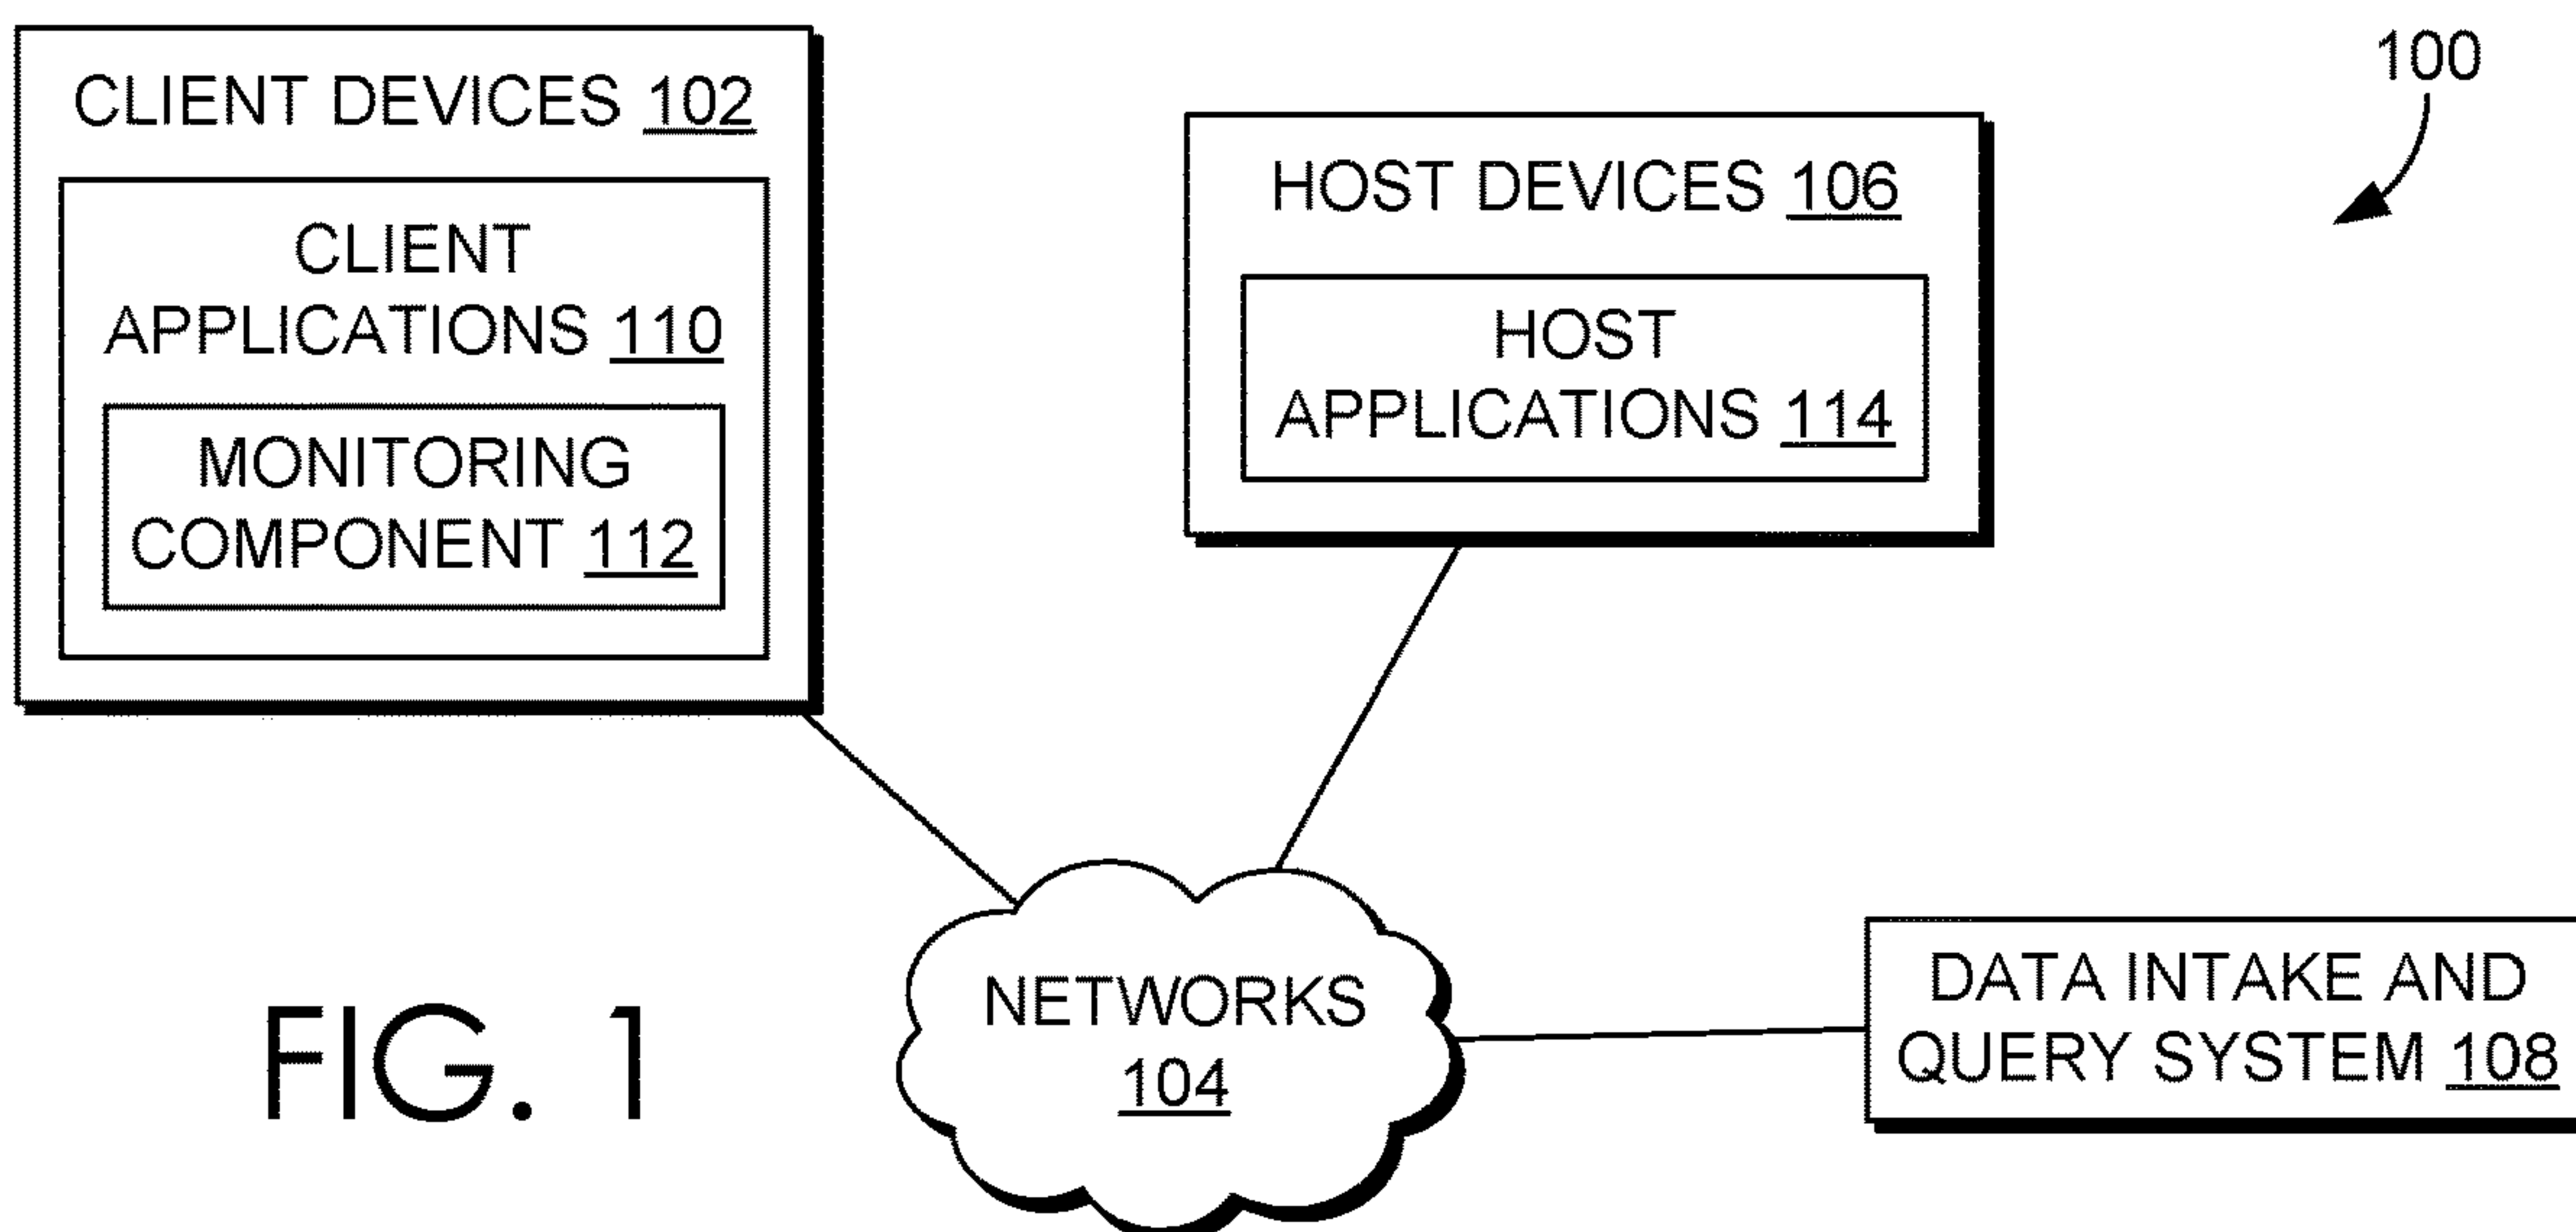 100
CLIENT DEVICES 102
CLIENT
APPLICATIONS 110
MONITORING
COMPONENT 112
HOST DEVICES 106
HOST
APPLICATIONS 114
NETWORKS
104
DATA INTAKE AND
QUERY SYSTEM 108
FIG. 1